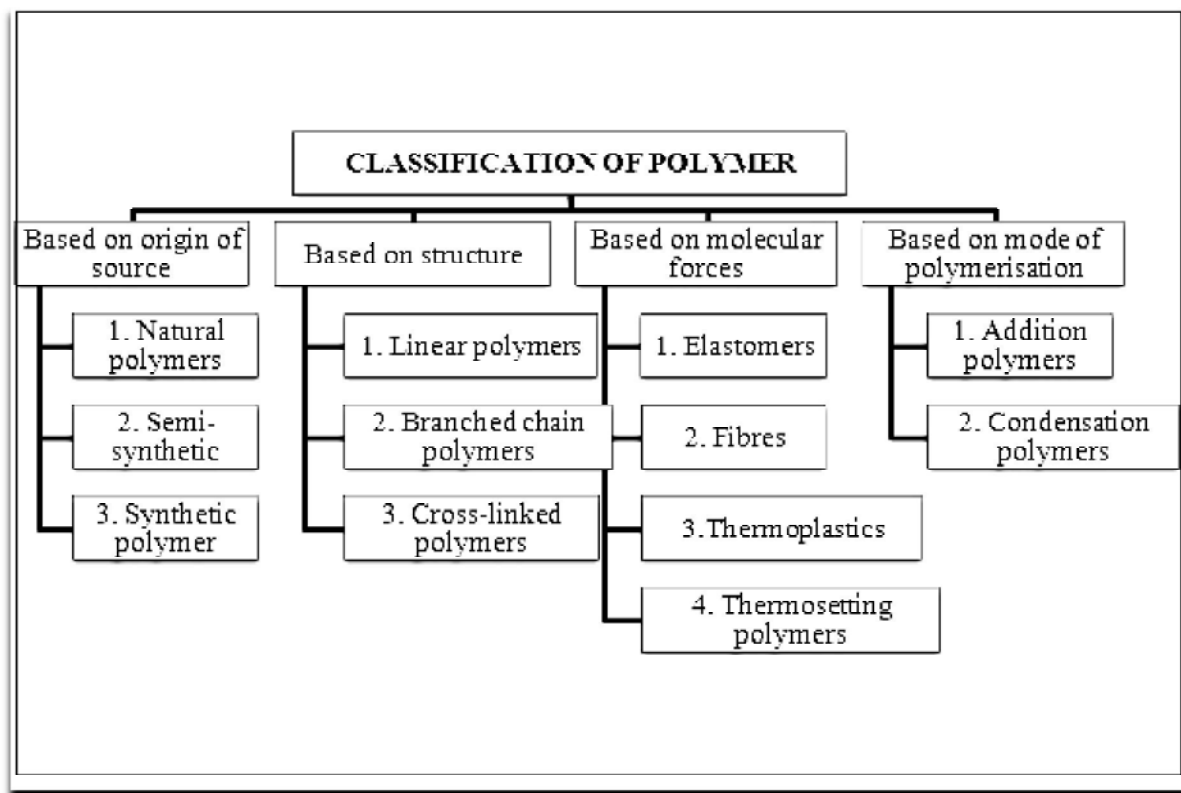 CLASSIFICATION OF POLYMER
Based on origin of
source
1. Natural
polymers
2. Semi-
synthetic
3. Synthetic
polymer
Based on structure
1. Linear polymers
2. Branched chain
polymers
3. Cross-linked
polymers
Based on molecular
forces
1. Elastomers
2. Fibres
3.Thermoplastics
4. Thermosetting
polymers
Based on mode of
polymerisation
1. Addition
polymers
2. Condensation
polymers